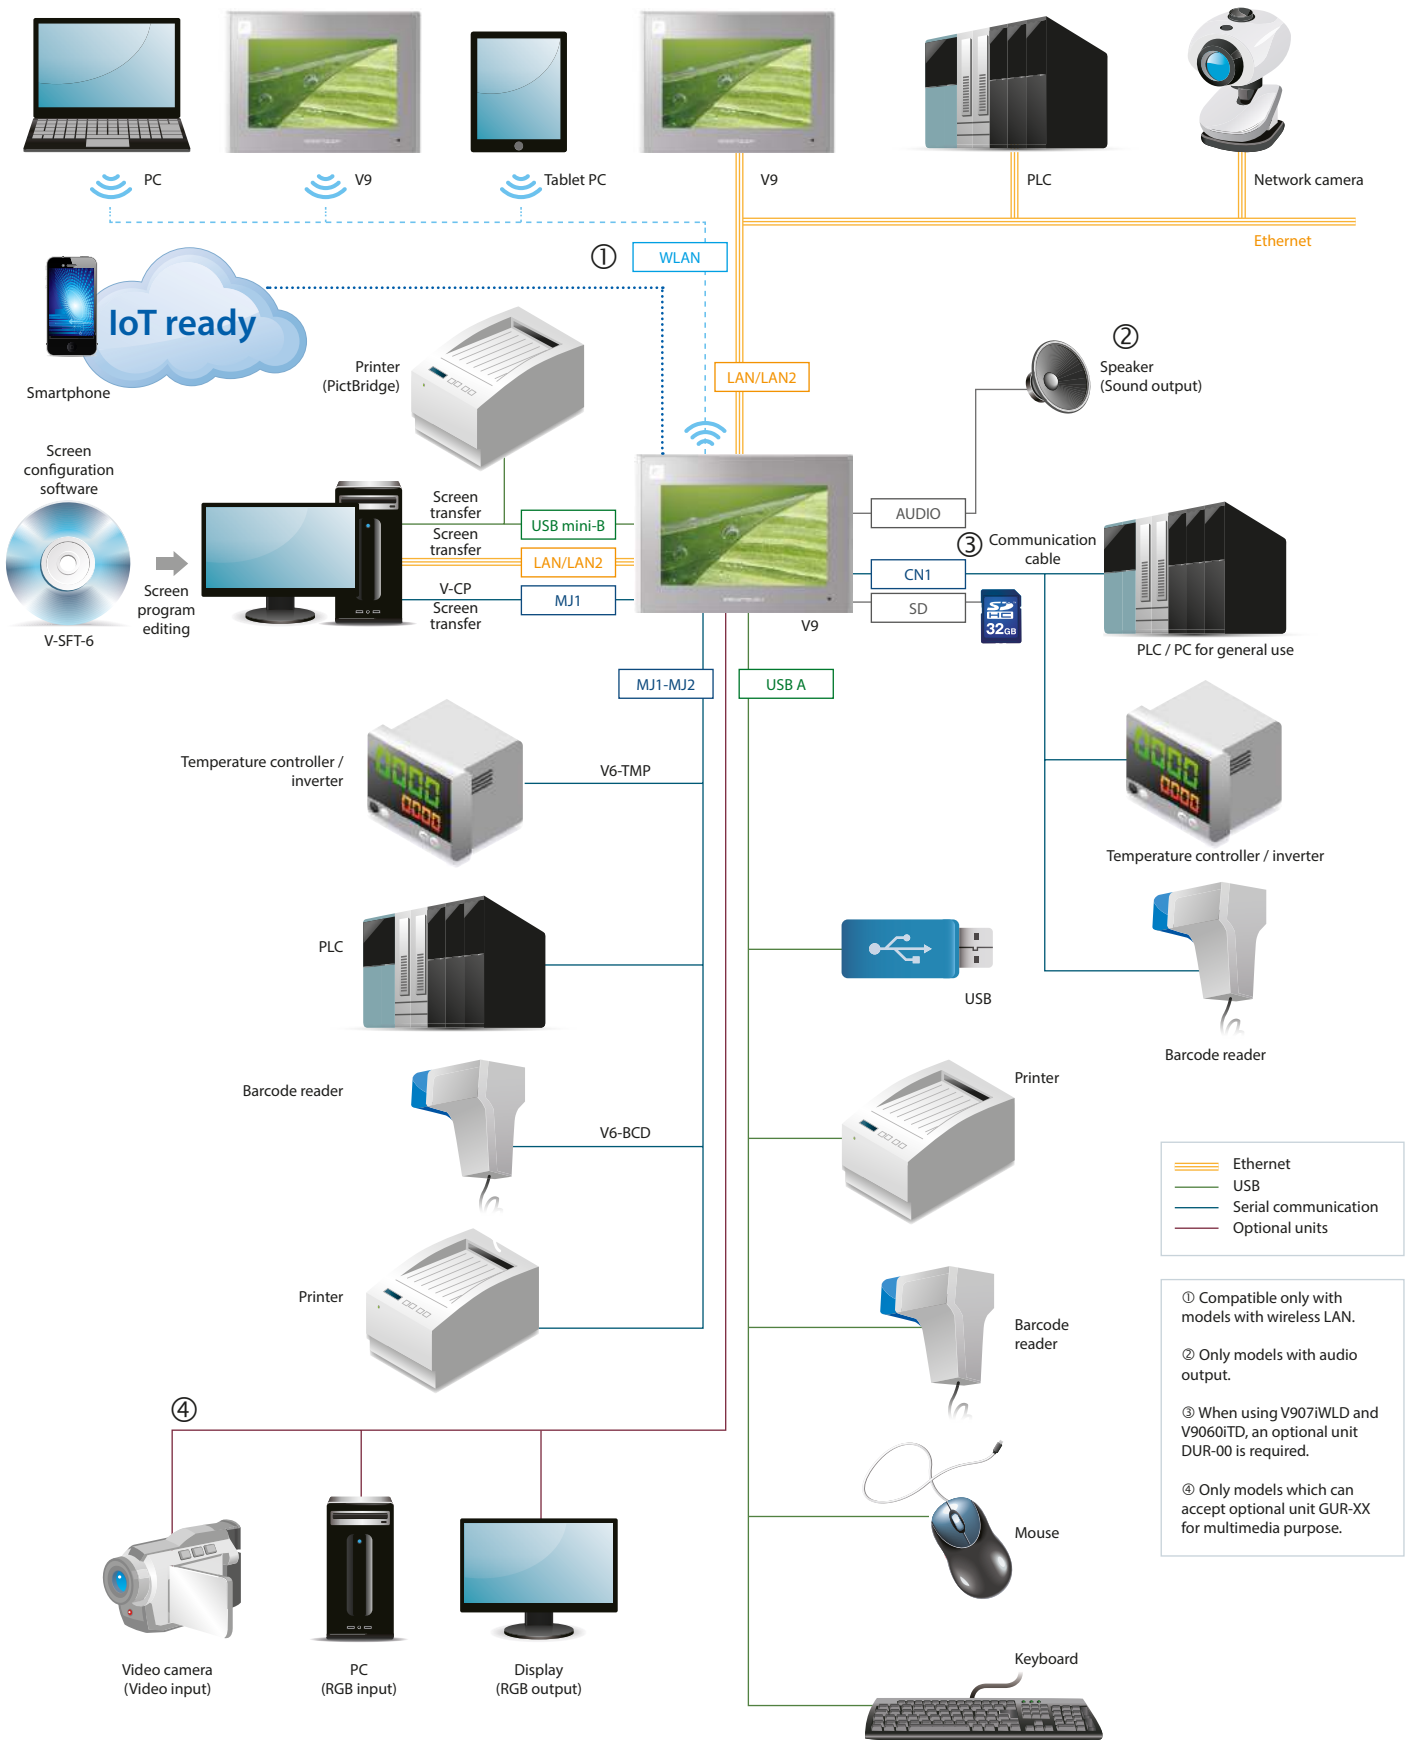 PC
V9
Tablet PC
V9
PLC
Network camera
Ethernet
①
WLAN
IoT ready
Smartphone
Printer
(PictBridge)
LAN/LAN2
②
Speaker
(Sound output)
Screen
configuration
software
V-SFT-6
Screen
program
editing
Screen
transfer
USB mini-B
Screen
transfer
LAN/LAN2
V-CP
MJ1
Screen
transfer
V9
AUDIO
③
Communication
cable
CN1
SD
SD
HC
32GB
PLC / PC for general use
MJ1-MJ2
USB A
Temperature controller /
inverter
V6-TMP
0000
0000
0000
0000
Temperature controller / inverter
PLC
USB
Barcode reader
Barcode reader
V6-BCD
Printer
Printer
Barcode
reader
Ethernet
USB
Serial communication
Optional units
① Compatible only with
models with wireless LAN.
② Only models with audio
output.
③ When using V907iWLD and
V9060iTD, an optional unit
DUR-00 is required.
④ Only models which can
accept optional unit GUR-XX
for multimedia purpose.
④
Mouse
Keyboard
Video camera
(Video input)
PC
(RGB input)
Display
(RGB output)